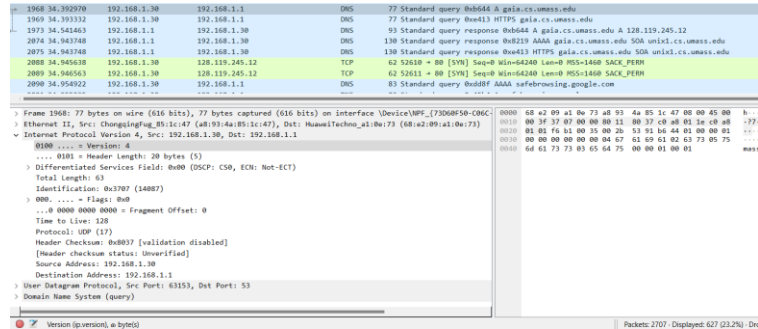 1968 34.392970 192.168.1.30 192.168.1.1 DNS 77 Standard query 0xb644 A gaia.cs.umass.edu
1969 34.393332 192.168.1.30 192.168.1.1 DNS 77 Standard query 0xe413 HTTPS gaia.cs.umass.edu
1973 34.541463 192.168.1.1 192.168.1.30 DNS 93 Standard query response 0xb644 A gaia.cs.umass.edu A 128.119.245.12
2074 34.943748 192.168.1.1 192.168.1.30 DNS 130 Standard query response 0x8219 AAAA gaia.cs.umass.edu SOA unix1.cs.umass.edu
2075 34.943748 192.168.1.1 192.168.1.30 DNS 130 Standard query response 0xe413 HTTPS gaia.cs.umass.edu SOA unix1.cs.umass.edu
2088 34.945638 192.168.1.30 128.119.245.12 TCP 62 52610 → 80 [SYN] Seq=0 Win=64240 Len=0 MSS=1460 SACK_PERM
2089 34.946563 192.168.1.30 128.119.245.12 TCP 62 52611 → 80 [SYN] Seq=0 Win=64240 Len=0 MSS=1460 SACK_PERM
2090 34.954922 192.168.1.30 192.168.1.1 DNS 82 Standard query 0xdd8f AAAA safebrowsing.google.com
> Frame 1968: 77 bytes on wire (616 bits), 77 bytes captured (616 bits) on interface \Device\NPF_{73D60F50-C06C-
> Ethernet II, Src: ChongqingFug_85:1c:47 (a8:93:4a:85:1c:47), Dst: HuaweiTechno_a1:0e:73 (68:e2:09:a1:0e:73)
Internet Protocol Version 4, Src: 192.168.1.30, Dst: 192.168.1.1
0100 .... = Version: 4
.... 0101 = Header Length: 20 bytes (5)
> Differentiated Services Field: 0x00 (DSCP: CS0, ECN: Not-ECT)
Total Length: 63
Identification: 0x3707 (14087)
> 000. .... = Flags: 0x0
...0 0000 0000 0000 = Fragment Offset: 0
Time to Live: 128
Protocol: UDP (17)
Header Checksum: 0x8037 [validation disabled]
[Header checksum status: Unverified]
Source Address: 192.168.1.30
Destination Address: 192.168.1.1
> User Datagram Protocol, Src Port: 63153, Dst Port: 53
> Domain Name System (query)
0000 68 e2 09 a1 0e 73 a8 93 4a 85 1c 47 08 00 45 00
0010 00 3f 37 07 00 00 80 11 80 37 c0 a8 01 1e c0 a8
0020 01 01 f6 b1 00 35 00 2b 53 91 b6 44 01 00 00 01
0030 00 00 00 00 00 00 04 67 61 69 61 02 63 73 05 75
0040 6d 61 73 73 03 65 64 75 00 00 01 00 01
Version (ip.version), ∞ byte(s)
Packets: 2707 · Displayed: 627 (23.2%) · Dro